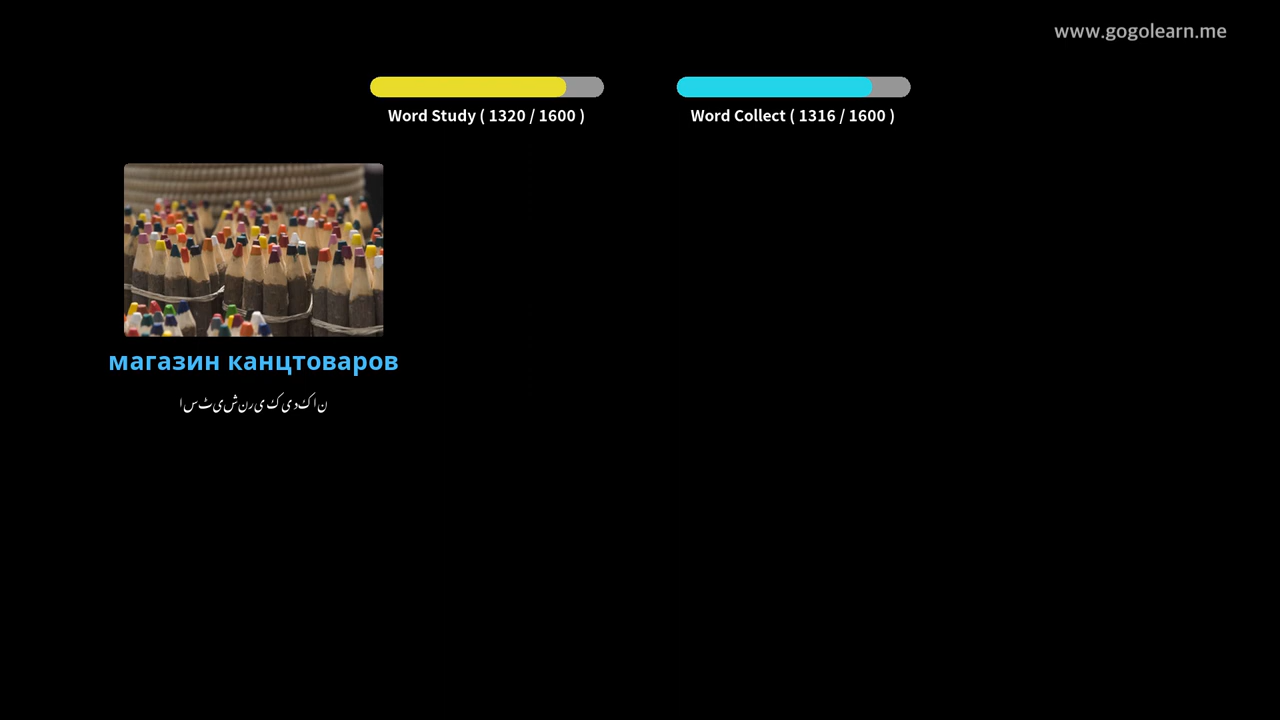 www.gogolearn.me
Word Study ( 1320 / 1600 )
Word Collect ( 1316 / 1600 )
магазин канцтоваров
اسٹیشنری کی دکان